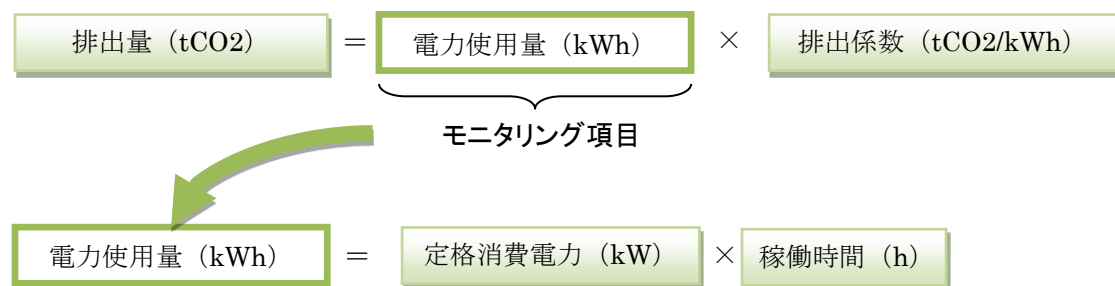 排出量（tCO2） ＝ 電力使用量（kWh） × 排出係数（tCO2/kWh）
モニタリング項目
電力使用量（kWh） ＝ 定格消費電力（kW） × 稼働時間（h）